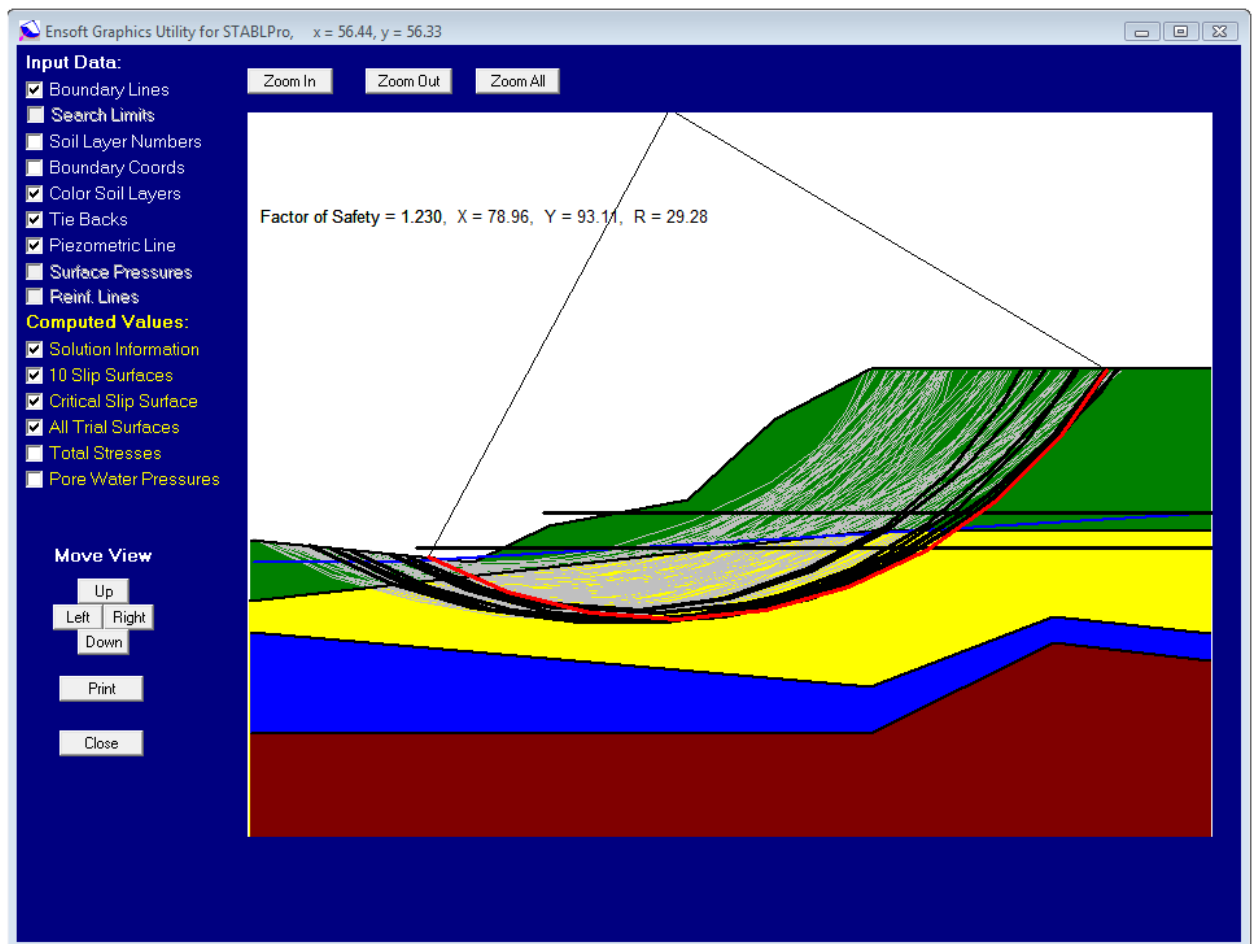 Ensoft Graphics Utility for STABLPro, x = 56.44, y = 56.33
Input Data:
Boundary Lines
Search Limits
Soil Layer Numbers
Boundary Coords
Color Soil Layers
Tie Backs
Piezometric Line
Surface Pressures
Reinf. Lines
Computed Values:
Solution Information
10 Slip Surfaces
Critical Slip Surface
All Trial Surfaces
Total Stresses
Pore Water Pressures
Move View
Up
Left Right
Down
Print
Close
Zoom In Zoom Out Zoom All
Factor of Safety = 1.230, X = 78.96, Y = 93.11, R = 29.28